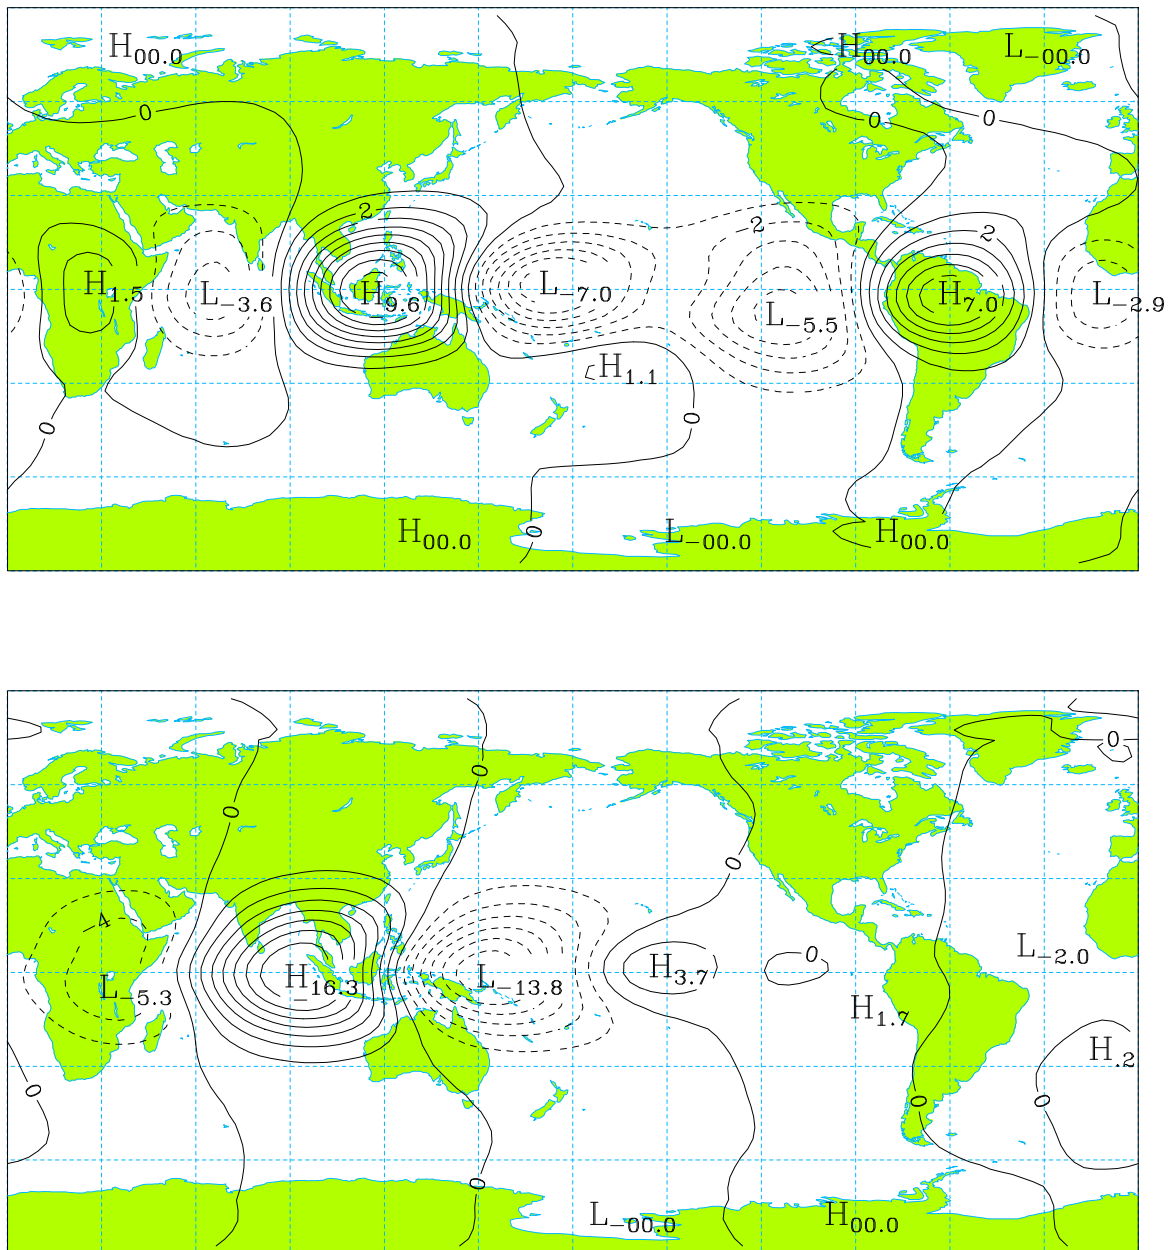 H00.0 H00.0 L-00.0
0 0 0
2 -2 2
H1.5 L-3.6 H9.6 L-7.0 L-5.5 H7.0 L-2.9
H1.1
0 0
H00.0 0 L-00.0 H00.0
0
0 0
0
-4
0 L-2.0
L-5.3 H-16.3 L-13.8 H3.7
H1.7
H.2
0 0 0
0
L-00.0 H00.0